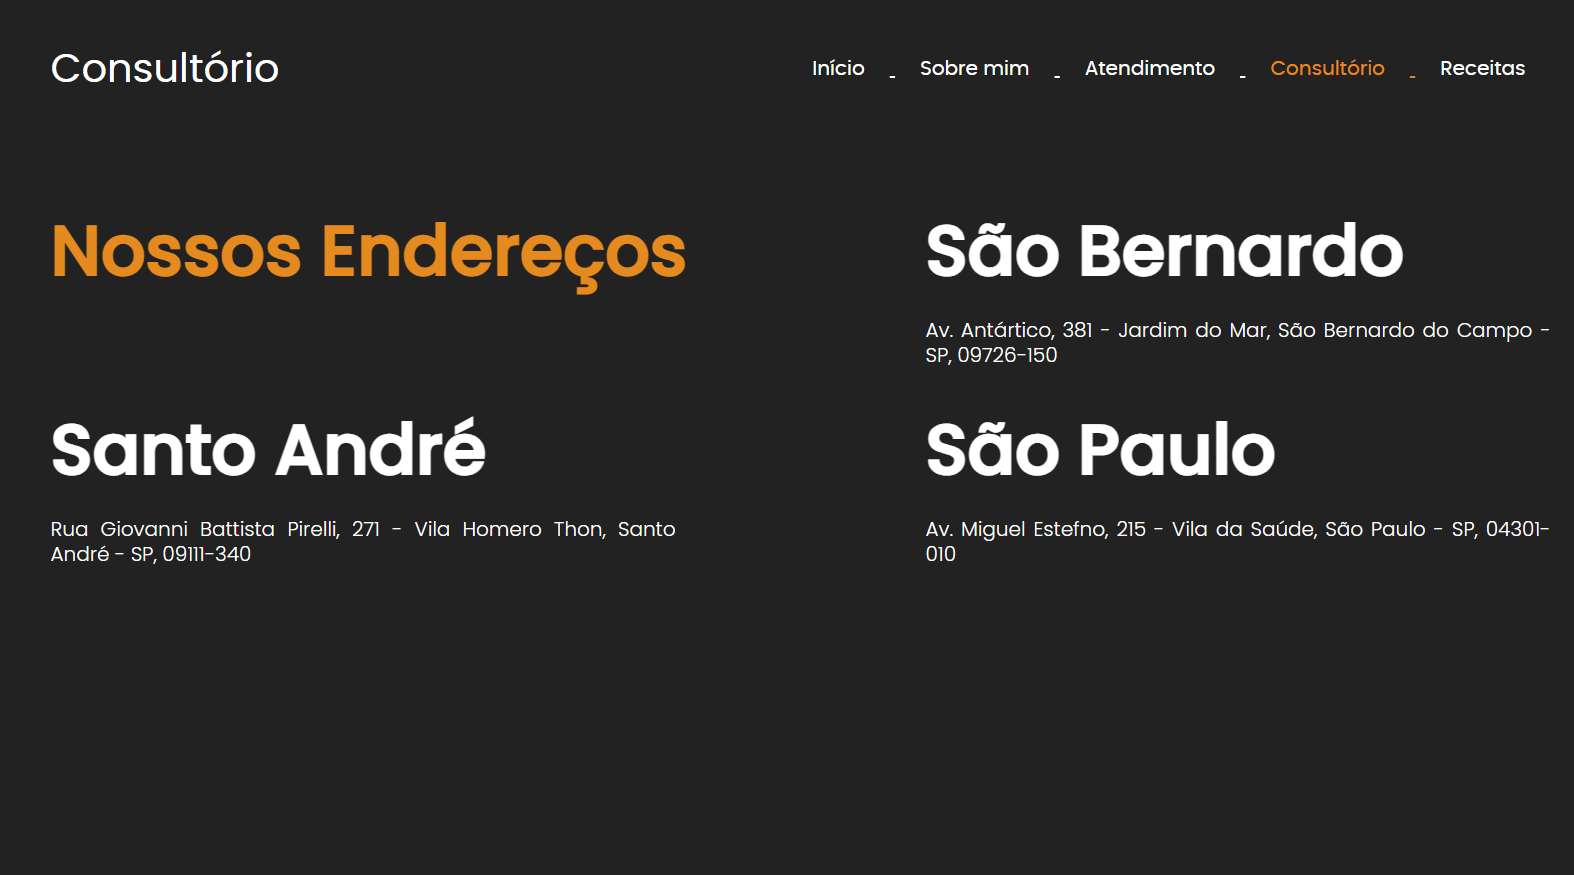 Consultório
Início - Sobre mim - Atendimento - Consultório - Receitas
Nossos Endereços
São Bernardo
Av. Antártico, 381 - Jardim do Mar, São Bernardo do Campo -
SP, 09726-150
Santo André
Rua Giovanni Battista Pirelli, 271 - Vila Homero Thon, Santo
André - SP, 09111-340
São Paulo
Av. Miguel Estefno, 215 - Vila da Saúde, São Paulo - SP, 04301-
010